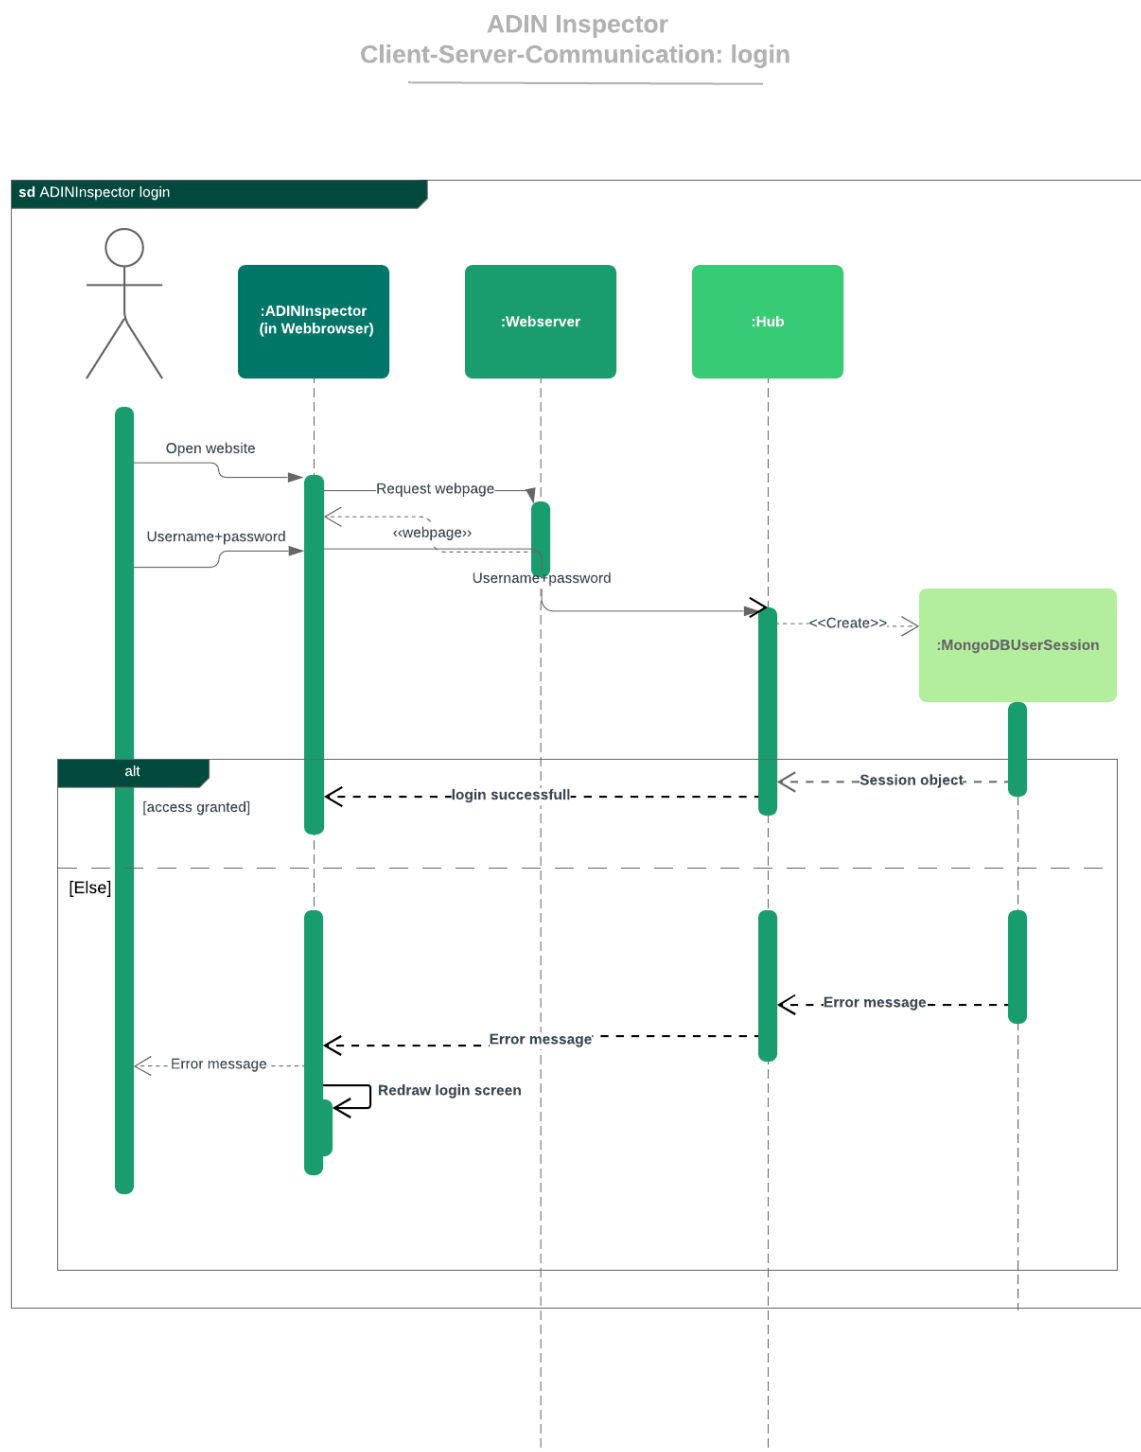 ADIN Inspector
Client-Server-Communication: login
sd ADINInspector login
:ADINInspector
(in Webbrowser)
:Webserver
:Hub
Open website
Request webpage
‹‹webpage››
Username+password
Username+password
<<Create>>
:MongoDBUserSession
alt
Session object
login successfull
[access granted]
[Else]
Error message
Error message
Error message
Redraw login screen